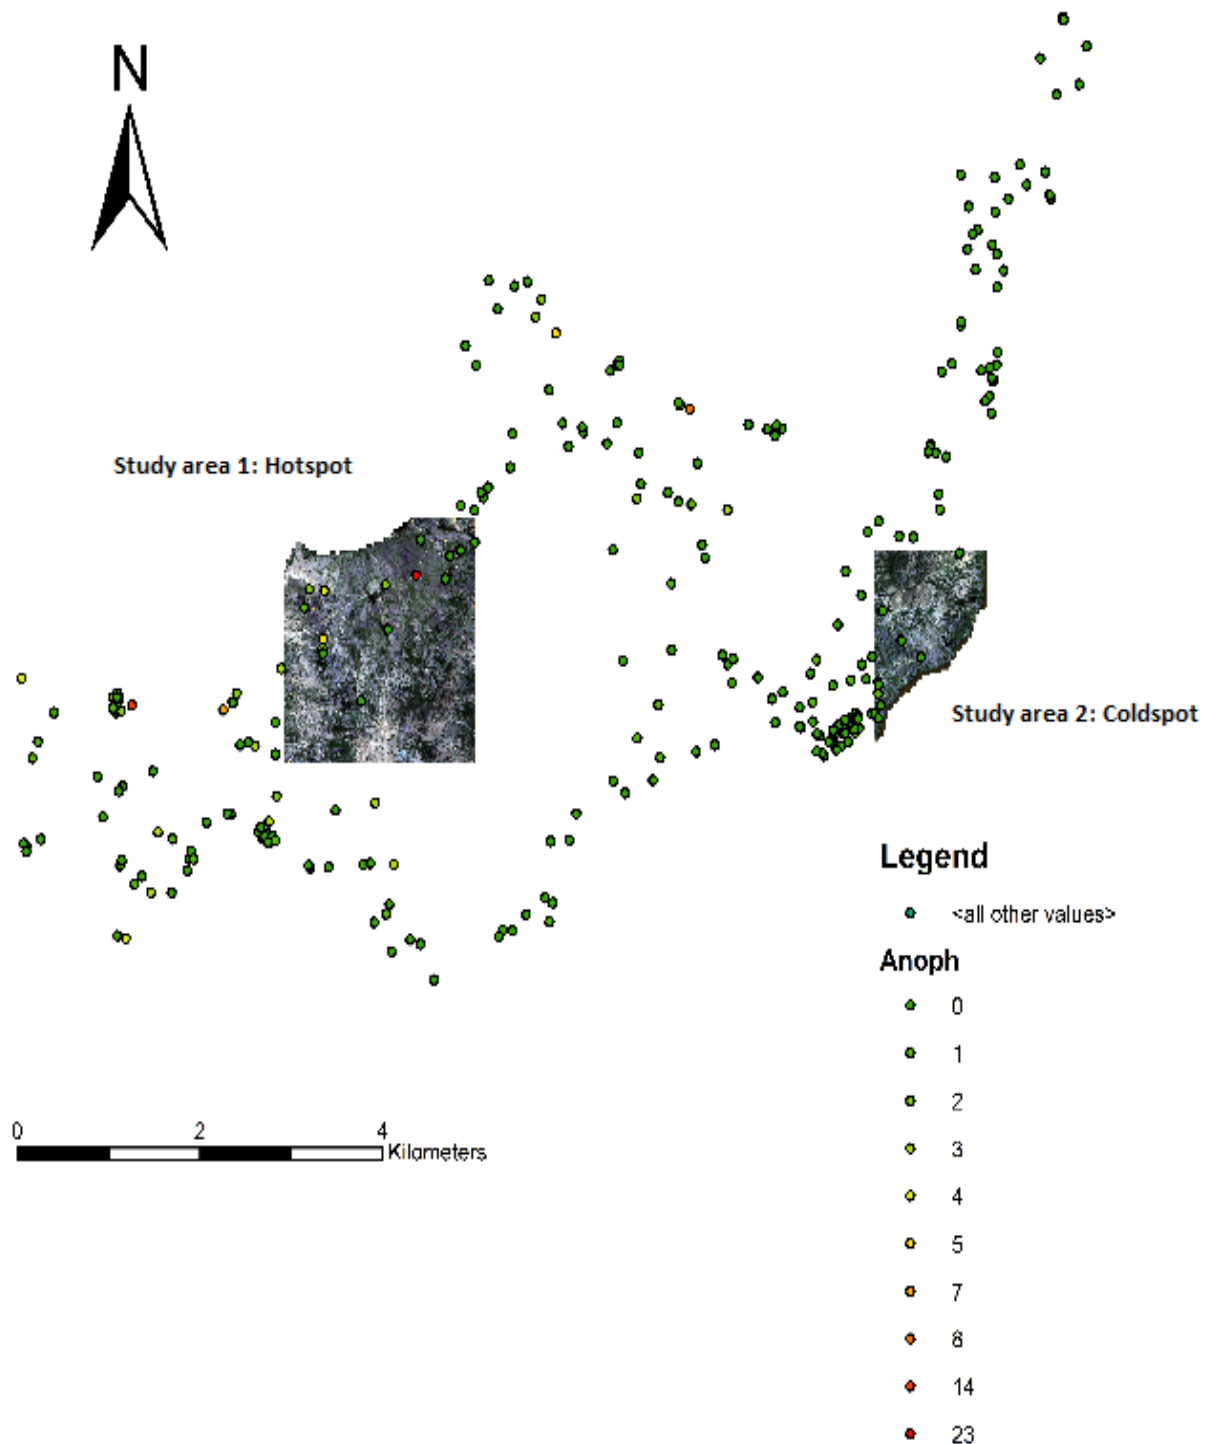 N
Study area 1: Hotspot
Study area 2: Coldspot
Legend
<all other values>
Anoph
0
1
2
3
4
5
7
8
14
23
0 2 4
Kilometers